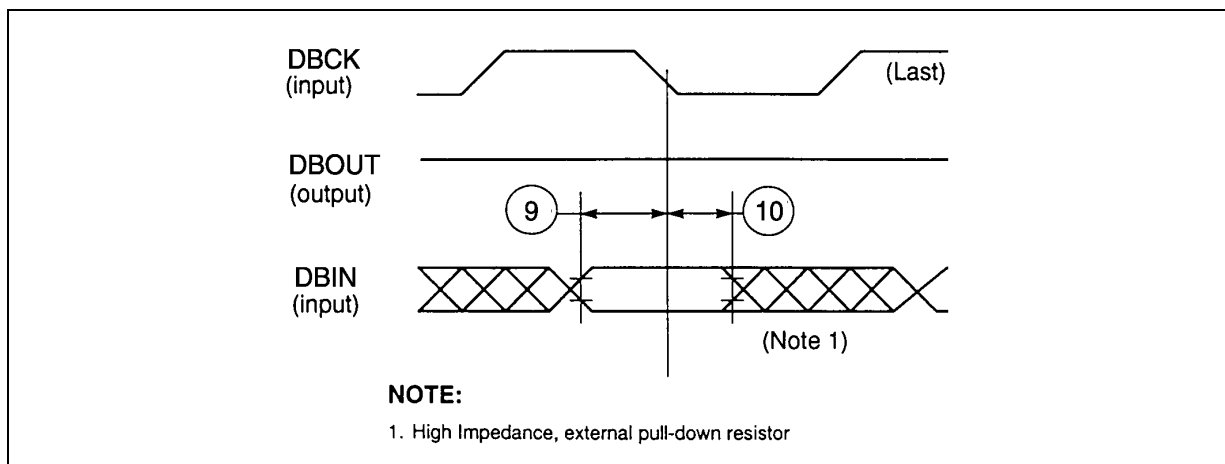 DBCK
(input)
(Last)
DBOUT
(output)
9
10
DBIN
(input)
(Note 1)
NOTE:
1. High Impedance, external pull-down resistor